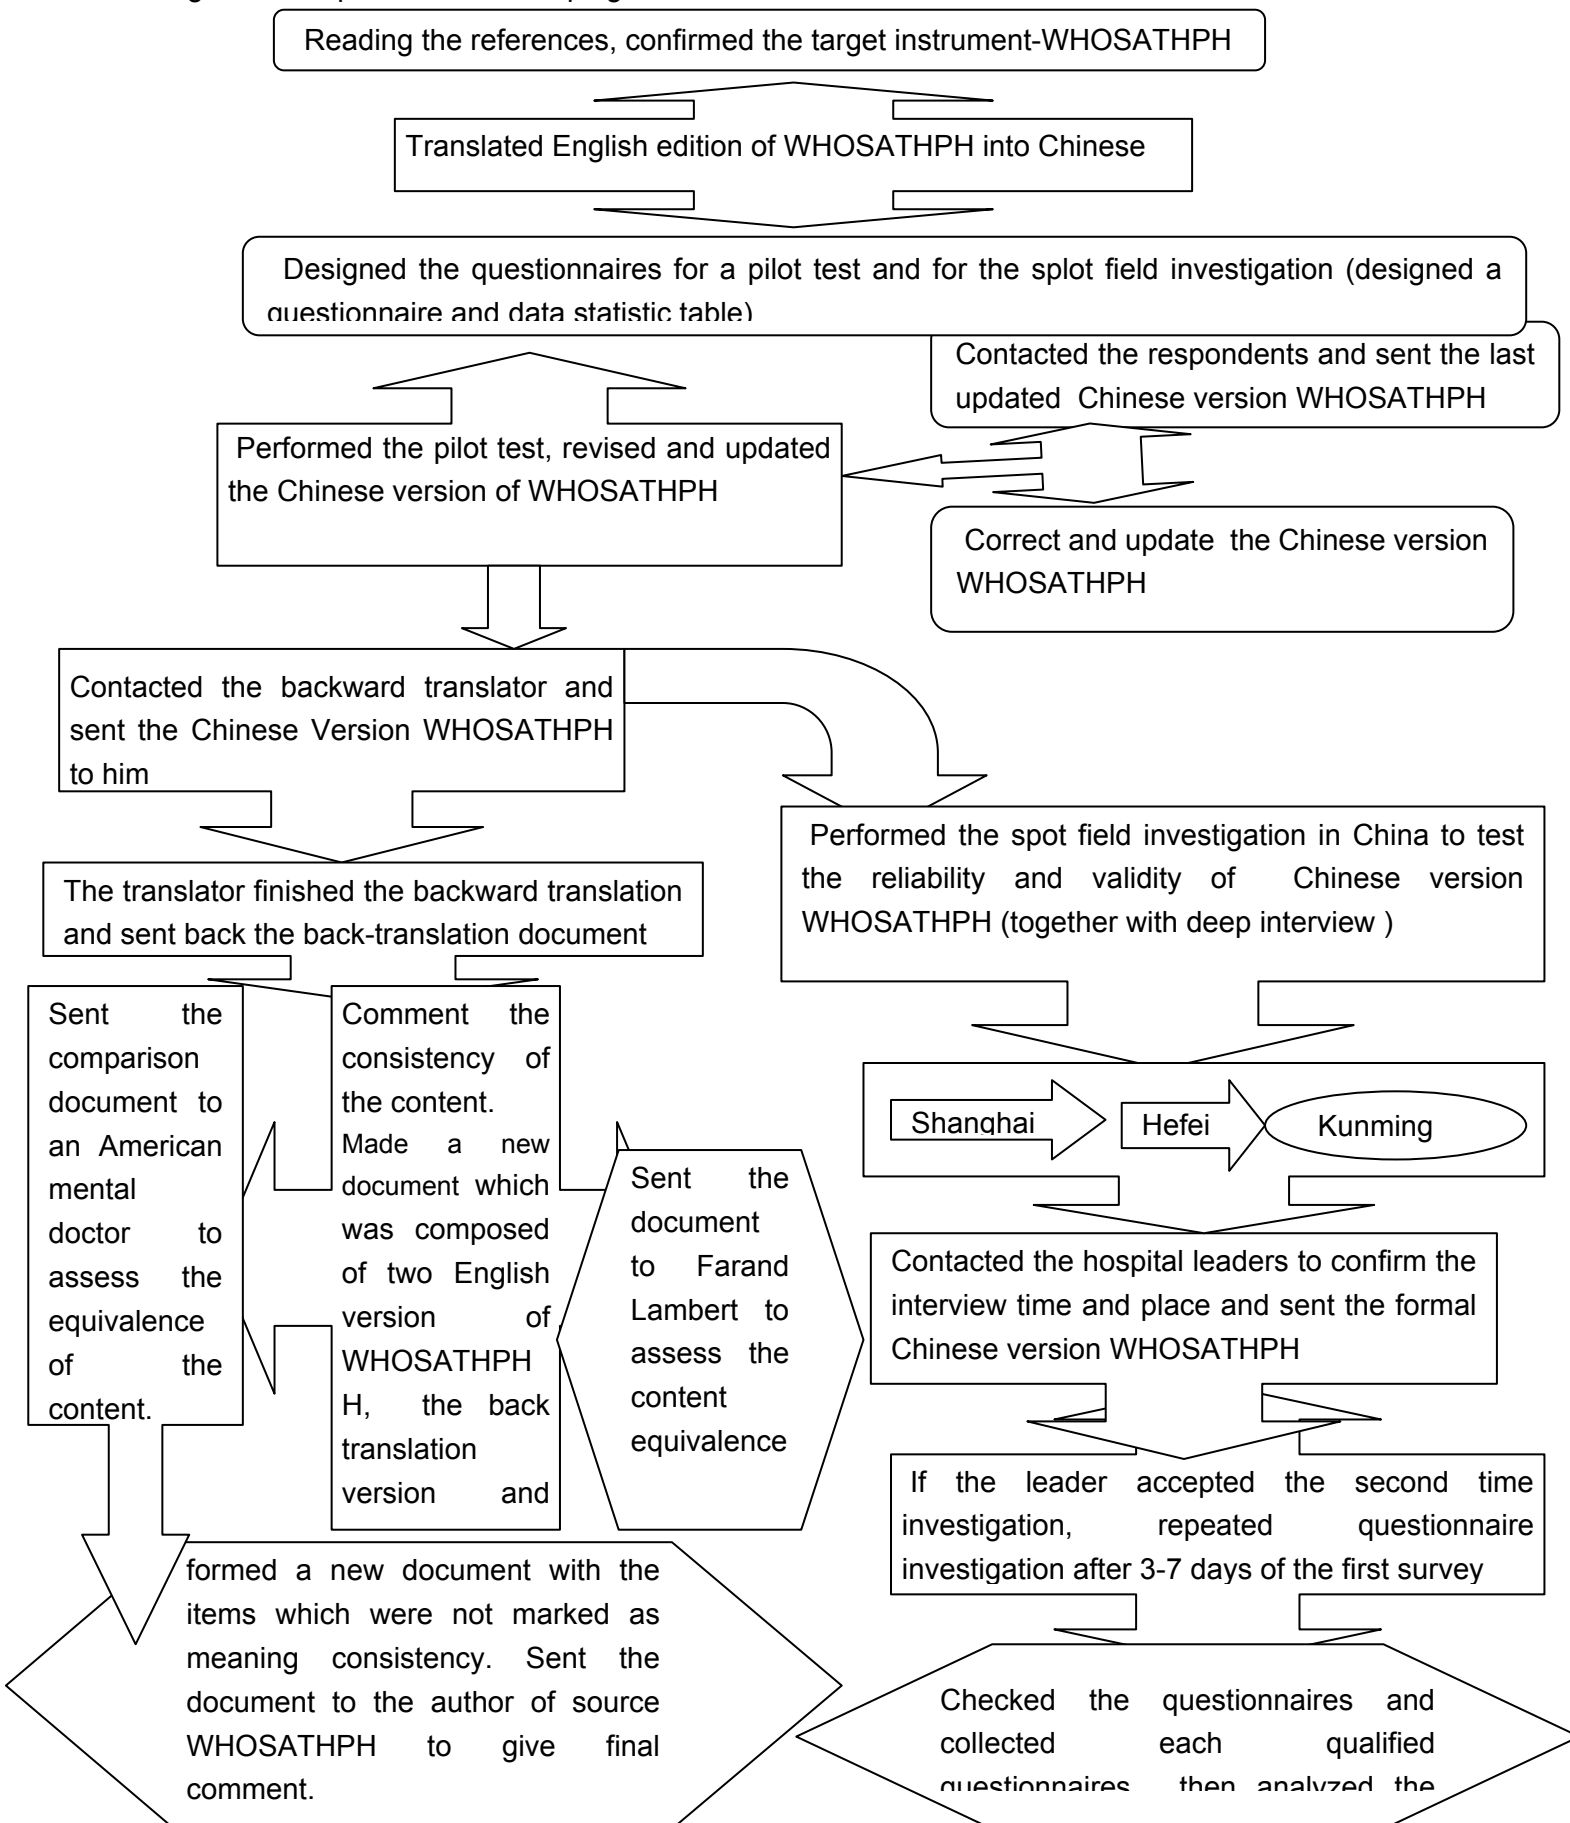 Reading the references, confirmed the target instrument-WHOSATHPH
Translated English edition of WHOSATHPH into Chinese
Designed the questionnaires for a pilot test and for the splot field investigation (designed a
questionnaire and data statistic table)
Contacted the respondents and sent the last
updated Chinese version WHOSATHPH
Performed the pilot test, revised and updated
the Chinese version of WHOSATHPH
Correct and update the Chinese version
WHOSATHPH
Contacted the backward translator and
sent the Chinese Version WHOSATHPH
to him
Performed the spot field investigation in China to test
the reliability and validity of Chinese version
WHOSATHPH (together with deep interview )
The translator finished the backward translation
and sent back the back-translation document
Sent the
comparison
document to
an American
mental
doctor to
assess the
equivalence
of the
content.
Comment the
consistency of
the content.
Made a new
document which
was composed
of two English
version of
WHOSATHPH
H, the back
translation
version and
Sent the
document
to Farand
Lambert to
assess the
content
equivalence
Shanghai
Hefei
Kunming
Contacted the hospital leaders to confirm the
interview time and place and sent the formal
Chinese version WHOSATHPH
If the leader accepted the second time
investigation, repeated questionnaire
investigation after 3-7 days of the first survey
formed a new document with the
items which were not marked as
meaning consistency. Sent the
document to the author of source
WHOSATHPH to give final
comment.
Checked the questionnaires and
collected each qualified
questionnaires then analyzed the